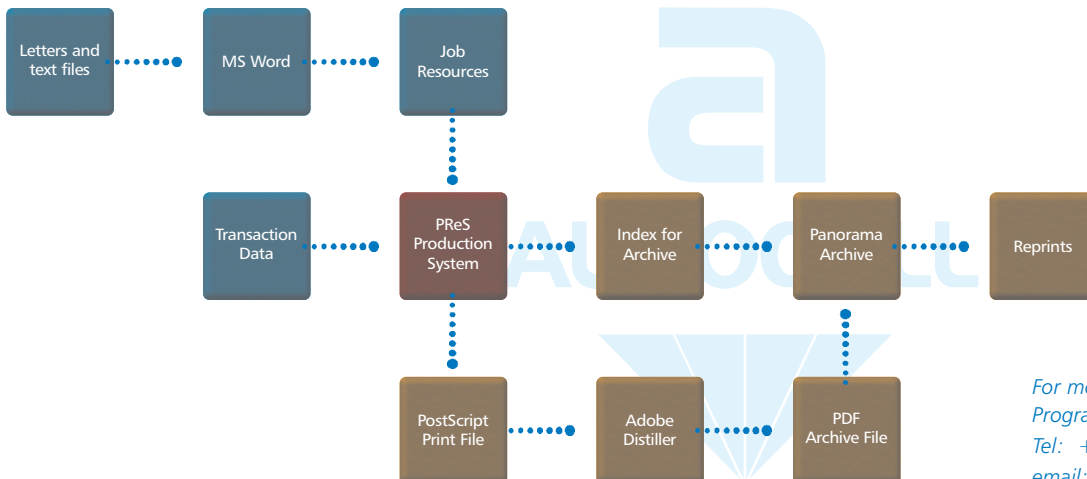 Letters and
text files
MS Word
Job
Resources
Transaction
Data
PReS
Production
System
Index for
Archive
Panorama
Archive
Reprints
PostScript
Print File
Adobe
Distiller
PDF
Archive File
For
Tel: +
email: